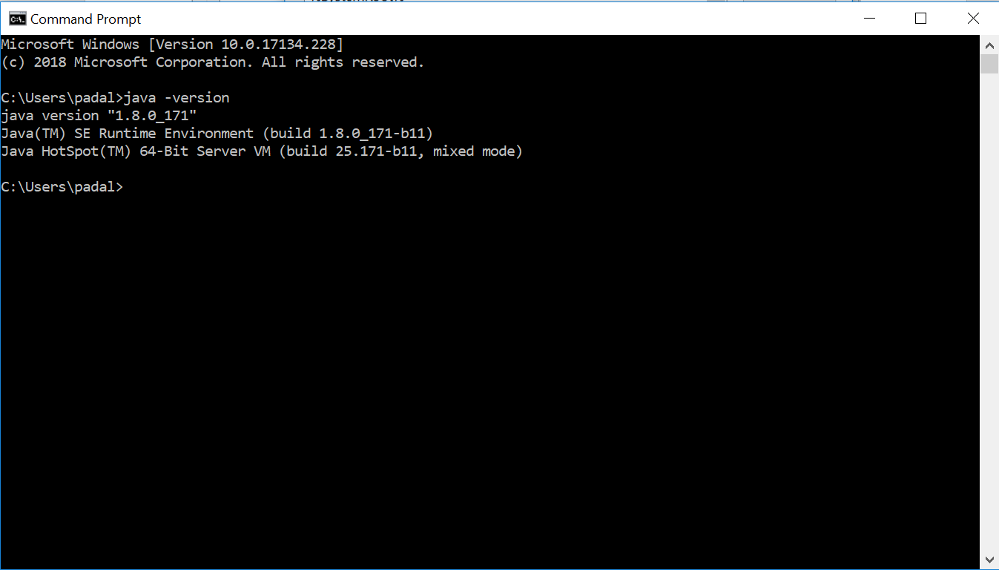 Command Prompt
Microsoft Windows [Version 10.0.17134.228]
(c) 2018 Microsoft Corporation. All rights reserved.
C:\Users\padal>java -version
java version "1.8.0_171"
Java(TM) SE Runtime Environment (build 1.8.0_171-b11)
Java HotSpot(TM) 64-Bit Server VM (build 25.171-b11, mixed mode)
C:\Users\padal>